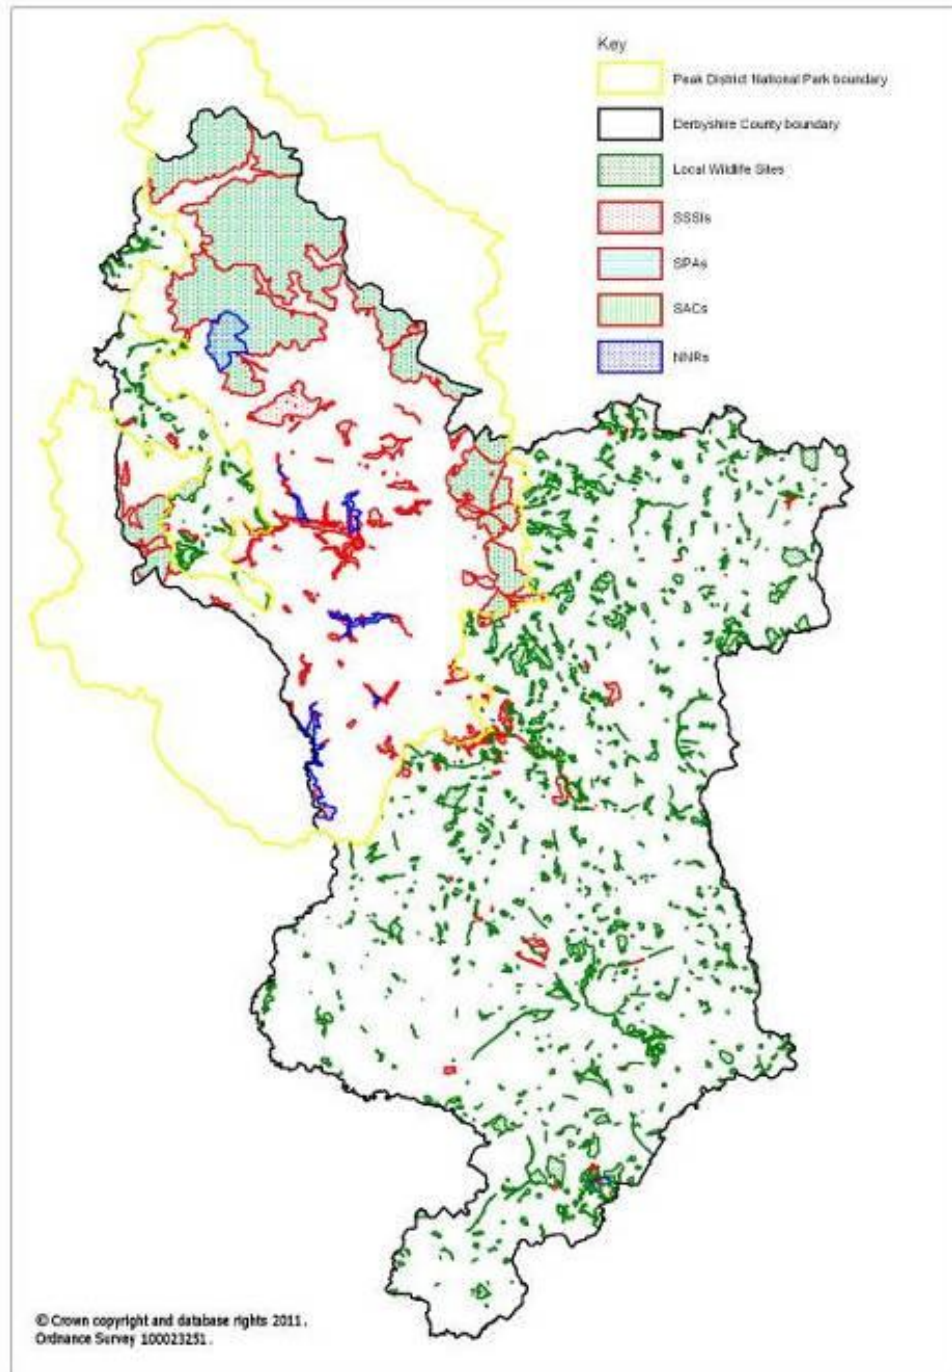 Key
Peak District National Park boundary
Derbyshire County boundary
Local Wildlife Sites
SSSIs
SPAs
SACs
NNRs
© Crown copyright and database rights 2011.
Ordnance Survey 100023251.